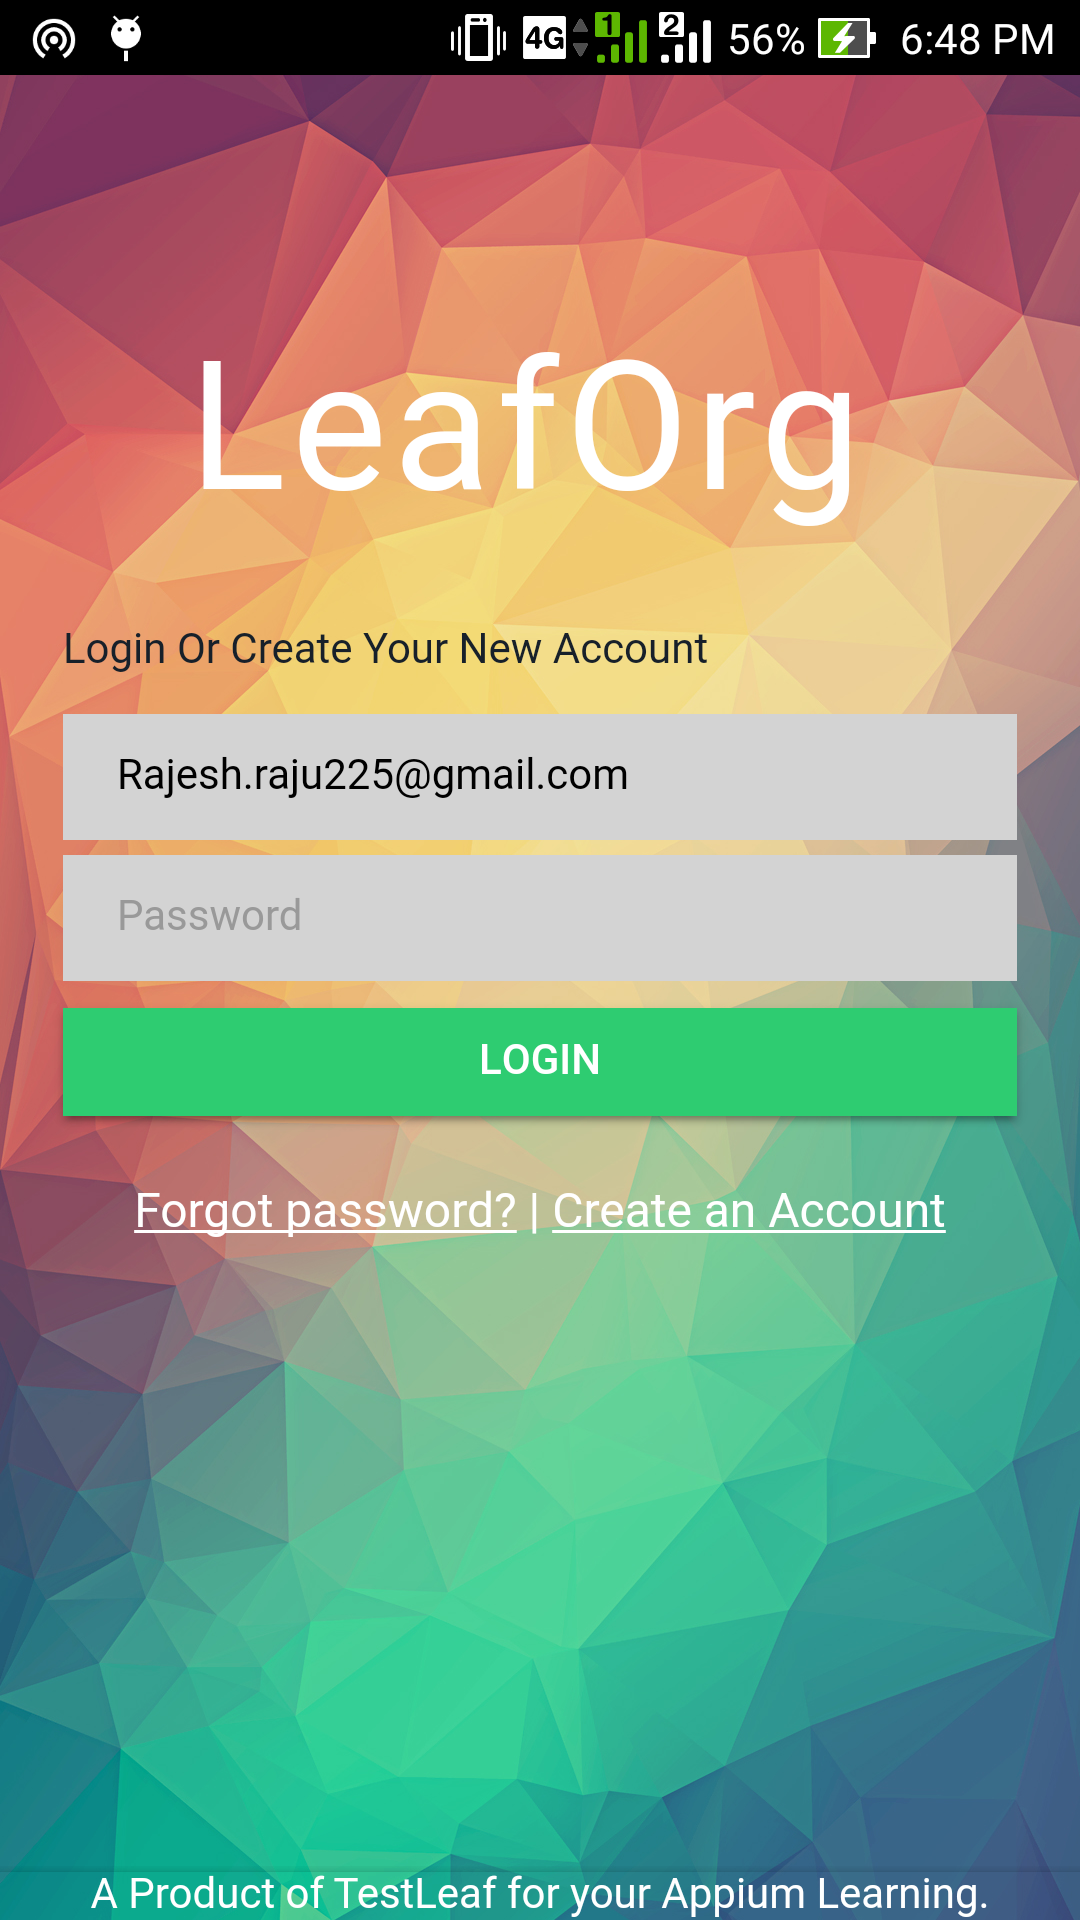 4G 1 2 56% 6:48 PM
LeafOrg
Login Or Create Your New Account
Rajesh.raju225@gmail.com
Password
LOGIN
Forgot password? | Create an Account
A Product of TestLeaf for your Appium Learning.